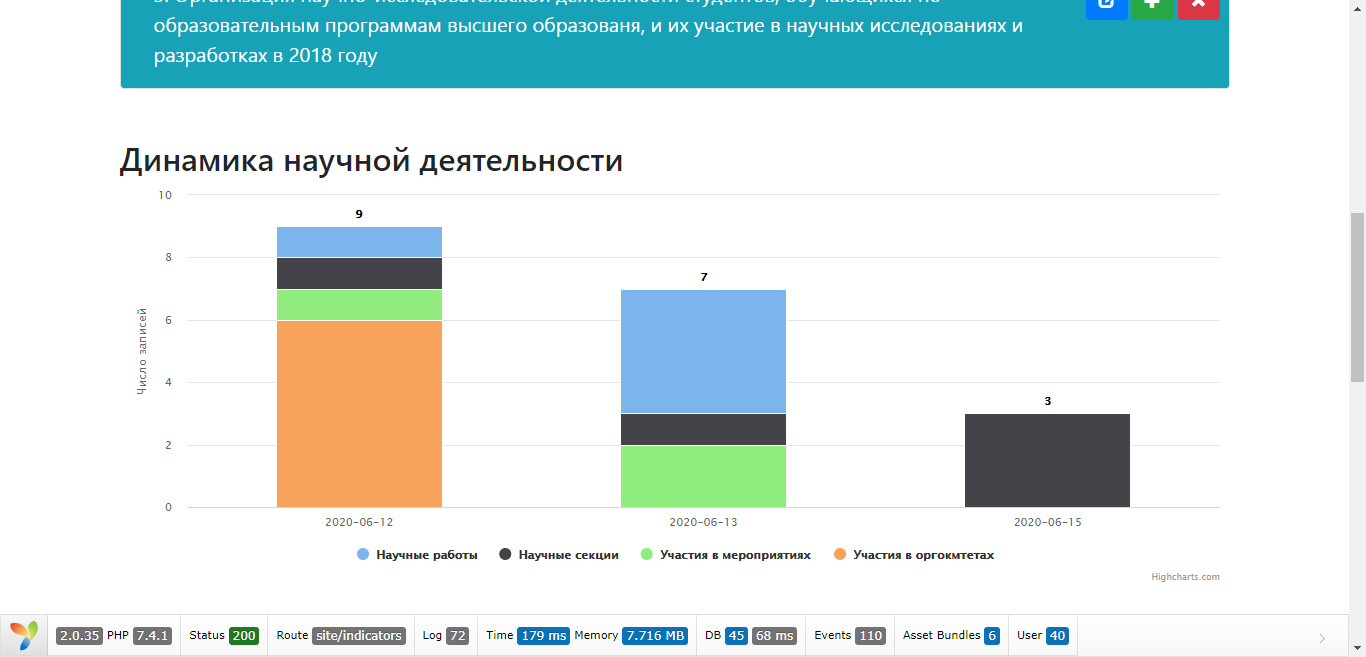 образовательным программам высшего образованя, и их участие в научных исследованиях и
разработках в 2018 году
Динамика научной деятельности
10
8
6
4
2
0
Число записей
9
7
3
2020-06-12
2020-06-13
2020-06-15
Научные работы
Научные секции
Участия в мероприятиях
Участия в оргокмтетах
Highcharts.com
2.0.35 PHP 7.4.1 Status 200 Route site/indicators Log 72 Time 179 ms Memory 7.716 MB DB 45 68 ms Events 110 Asset Bundles 6 User 40